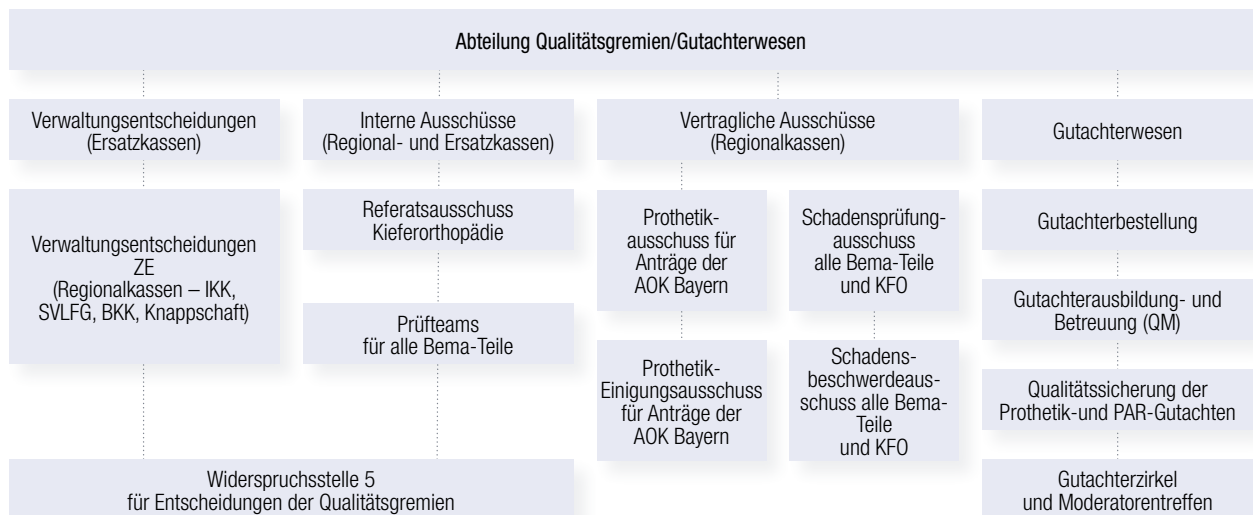 Abteilung Qualitätsgremien/Gutachterwesen
Verwaltungsentscheidungen
(Ersatzkassen)
Verwaltungsentscheidungen
ZE
(Regionalkassen – IKK,
SVLFG, BKK, Knappschaft)
Interne Ausschüsse
(Regional- und Ersatzkassen)
Referatsausschuss
Kieferorthopädie
Prüfteams
für alle Bema-Teile
Widerspruchsstelle 5
für Entscheidungen der Qualitätsgremien
Vertragliche Ausschüsse
(Regionalkassen)
Prothetik-
ausschuss für
Anträge der
AOK Bayern
Prothetik-
Einigungsausschuss
für Anträge der
AOK Bayern
Schadensprüfung-
ausschuss
alle Bema-Teile
und KFO
Schadens-
beschwerdeaus-
schuss alle Bema-
Teile
und KFO
Gutachterwesen
Gutachterbestellung
Gutachterausbildung- und
Betreuung (QM)
Qualitätssicherung der
Prothetik-und PAR-Gutachten
Gutachterzirkel
und Moderatorentreffen